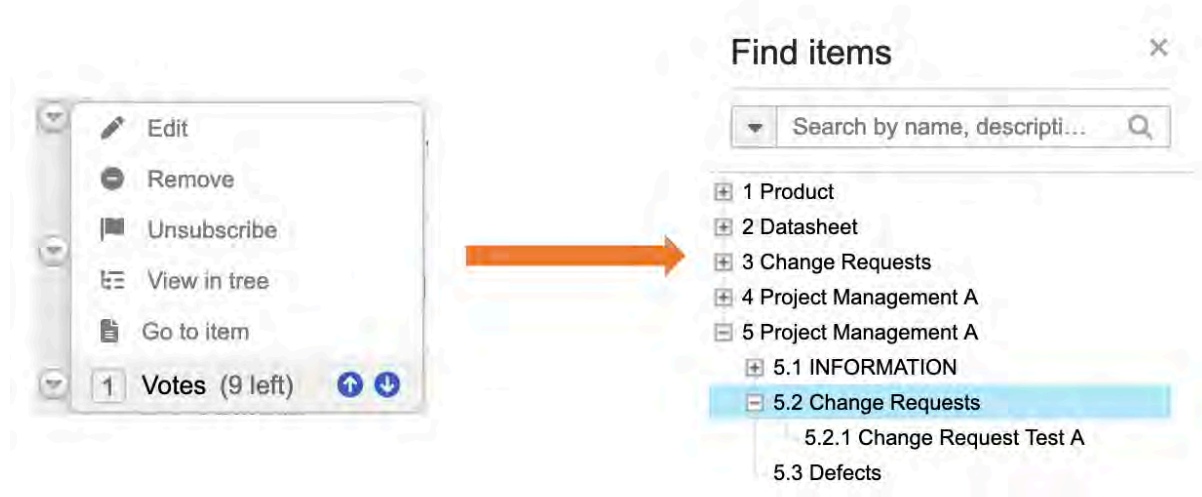 Edit
Remove
Unsubscribe
View in tree
Go to item
1 Votes (9 left)
Find items
Search by name, descripti...
1 Product
2 Datasheet
3 Change Requests
4 Project Management A
5 Project Management A
5.1 INFORMATION
5.2 Change Requests
5.2.1 Change Request Test A
5.3 Defects